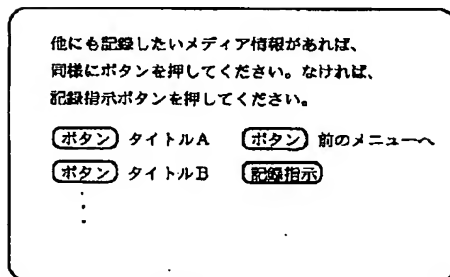 他にも記録したいメディア情報があれば、
同様にボタンを押してください。なければ、
記録指示ボタンを押してください。
ボタン タイトルA ボタン 前のメニューへ
ボタン タイトルB 記録指示